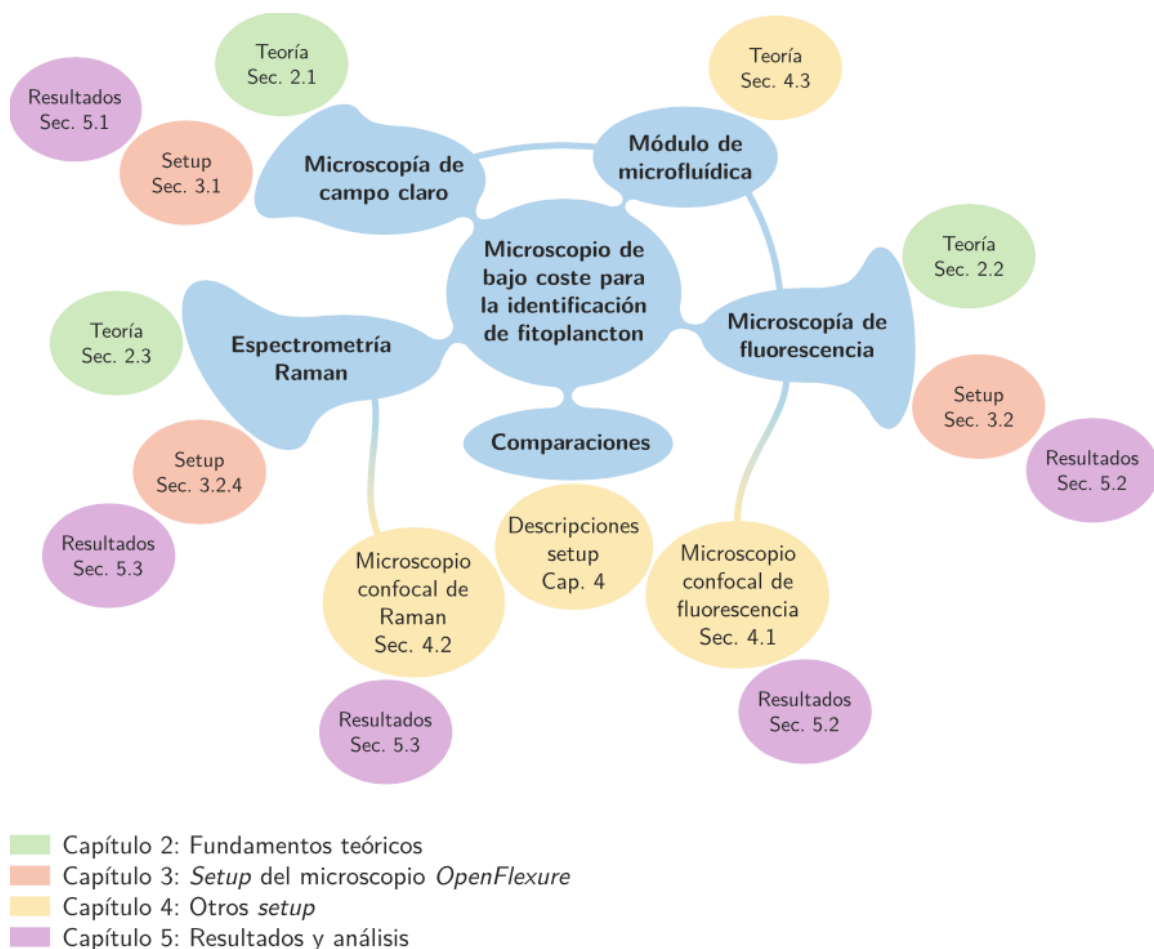 Teoría
Sec. 2.1
Teoría
Sec. 4.3
Resultados
Sec. 5.1
Setup
Sec. 3.1
Microscopía de
campo claro
Módulo de
microfluídica
Microscopio de
bajo coste para
la identificación
de fitoplancton
Teoría
Sec. 2.2
Microscopía de
fluorescencia
Teoría
Sec. 2.3
Espectrometría
Raman
Setup
Sec. 3.2
Resultados
Sec. 5.2
Comparaciones
Setup
Sec. 3.2.4
Resultados
Sec. 5.3
Descripciones
setup
Cap. 4
Microscopio
confocal de
Raman
Sec. 4.2
Microscopio
confocal de
fluorescencia
Sec. 4.1
Resultados
Sec. 5.3
Resultados
Sec. 5.2
Capítulo 2: Fundamentos teóricos
Capítulo 3: Setup del microscopio OpenFlexure
Capítulo 4: Otros setup
Capítulo 5: Resultados y análisis